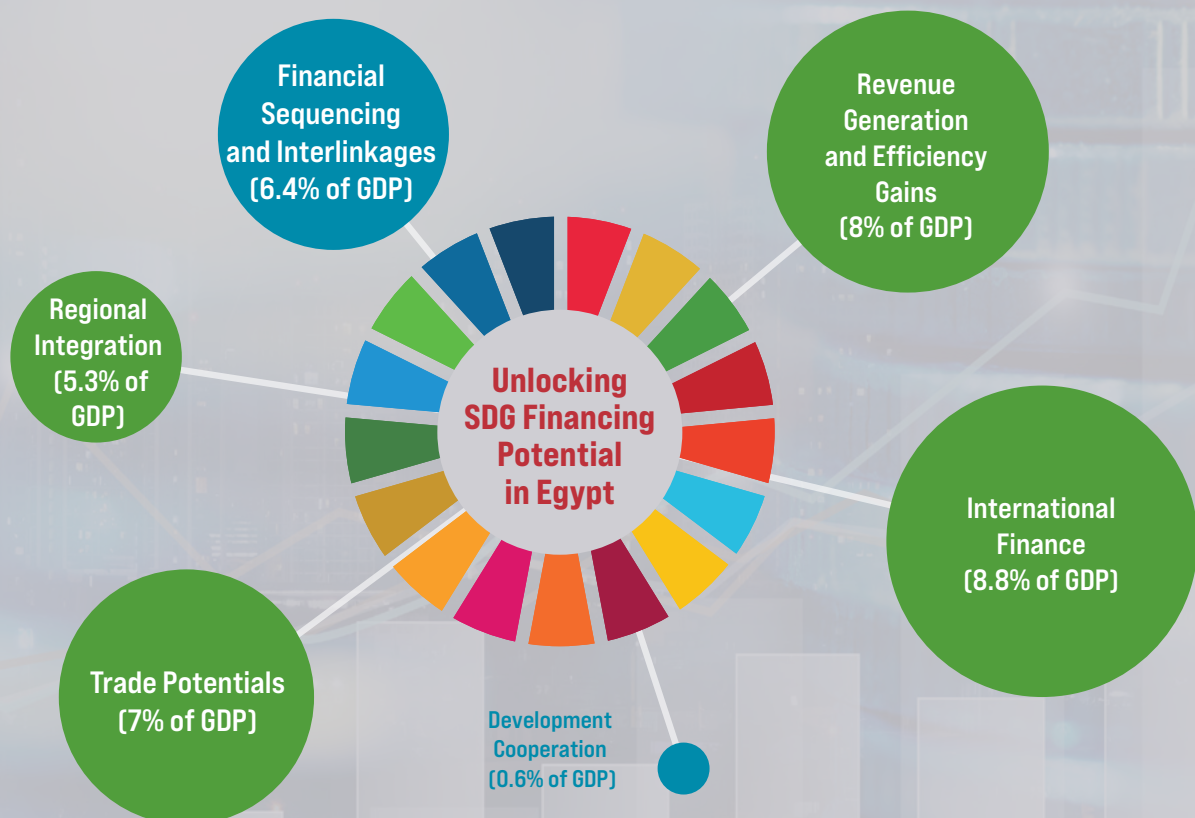 Financial
Sequencing
and Interlinkages
(6.4% of GDP)
Revenue
Generation
and Efficiency
Gains
(8% of GDP)
Regional
Integration
(5.3% of
GDP)
Unlocking
SDG Financing
Potential
in Egypt
International
Finance
(8.8% of GDP)
Trade Potentials
(7% of GDP)
Development
Cooperation
(0.6% of GDP)